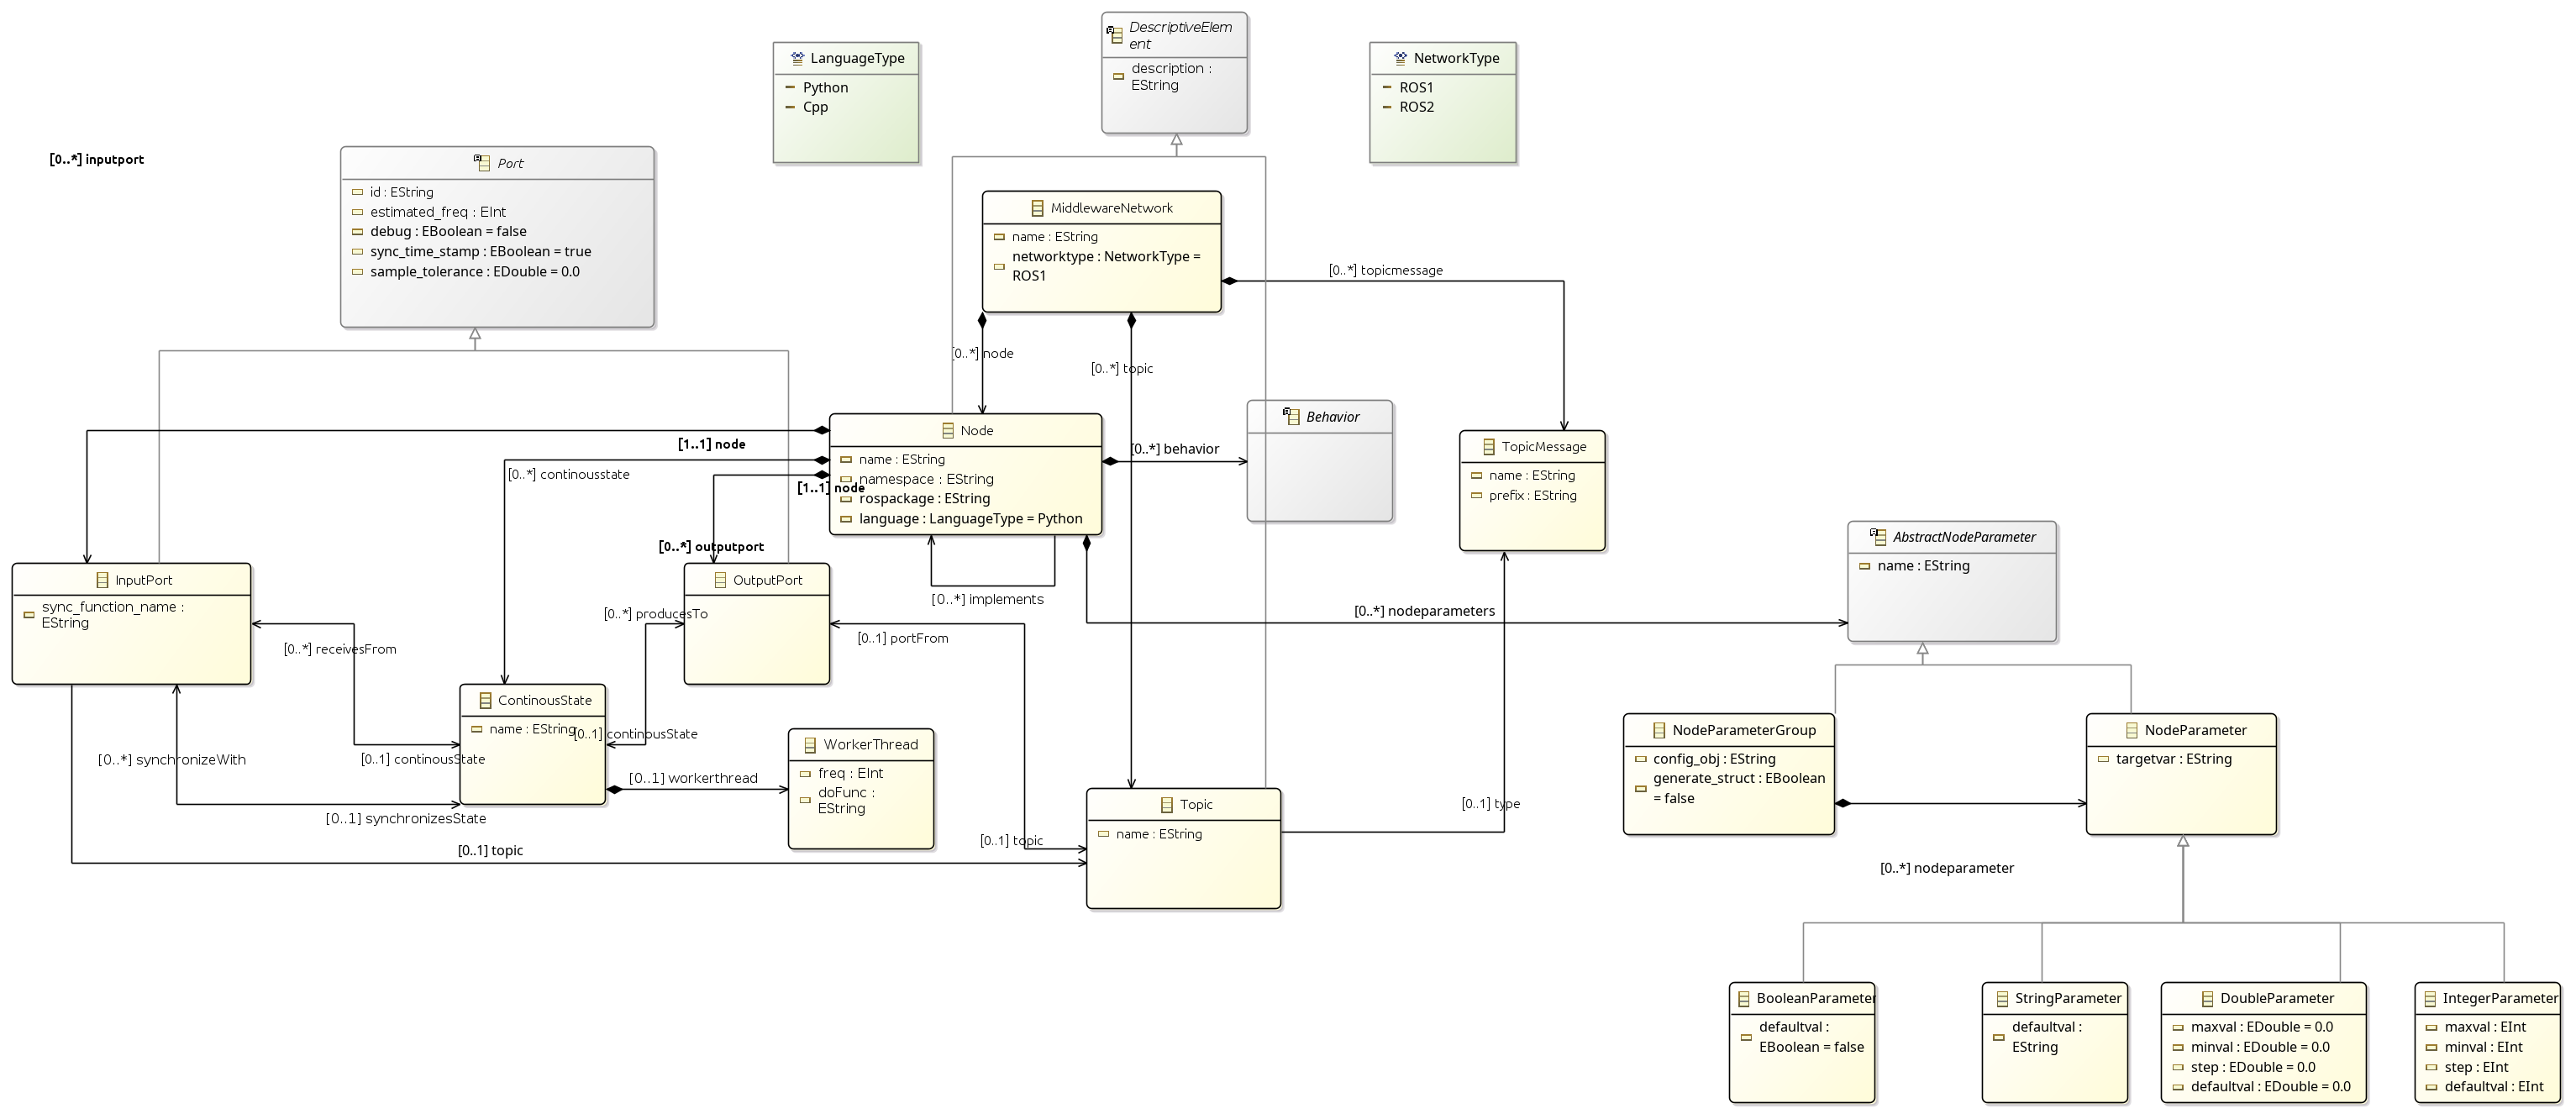 DescriptiveElem
ent
description :
EString
LanguageType
Python
Cpp
NetworkType
ROS1
ROS2
[0..*] inputport
Port
id : EString
estimated_freq : EInt
debug : EBoolean = false
sync_time_stamp : EBoolean = true
sample_tolerance : EDouble = 0.0
MiddlewareNetwork
name : EString
networktype : NetworkType =
ROS1
[0..*] topicmessage
[0..*] node
[0..*] topic
Node
name : EString
namespace : EString
rospackage : EString
language : LanguageType = Python
[1..1] node
[0..*] continousstate
[1..1] node
[0..*] behavior
Behavior
TopicMessage
name : EString
prefix : EString
[0..*] outputport
AbstractNodeParameter
name : EString
InputPort
sync_function_name :
EString
OutputPort
[0..*] implements
[0..*] nodeparameters
[0..*] producesTo
[0..1] portFrom
[0..*] receivesFrom
ContinousState
name : EString
[0..1] continousState
[0..*] synchronizeWith
[0..1] continousState
WorkerThread
freq : EInt
doFunc :
EString
[0..1] workerthread
[0..1] synchronizesState
[0..1] topic
[0..1] topic
Topic
name : EString
[0..1] type
NodeParameterGroup
config_obj : EString
generate_struct : EBoolean
= false
NodeParameter
targetvar : EString
[0..*] nodeparameter
BooleanParameter
defaultval :
EBoolean = false
StringParameter
defaultval :
EString
DoubleParameter
maxval : EDouble = 0.0
minval : EDouble = 0.0
step : EDouble = 0.0
defaultval : EDouble = 0.0
IntegerParameter
maxval : EInt
minval : EInt
step : EInt
defaultval : EInt